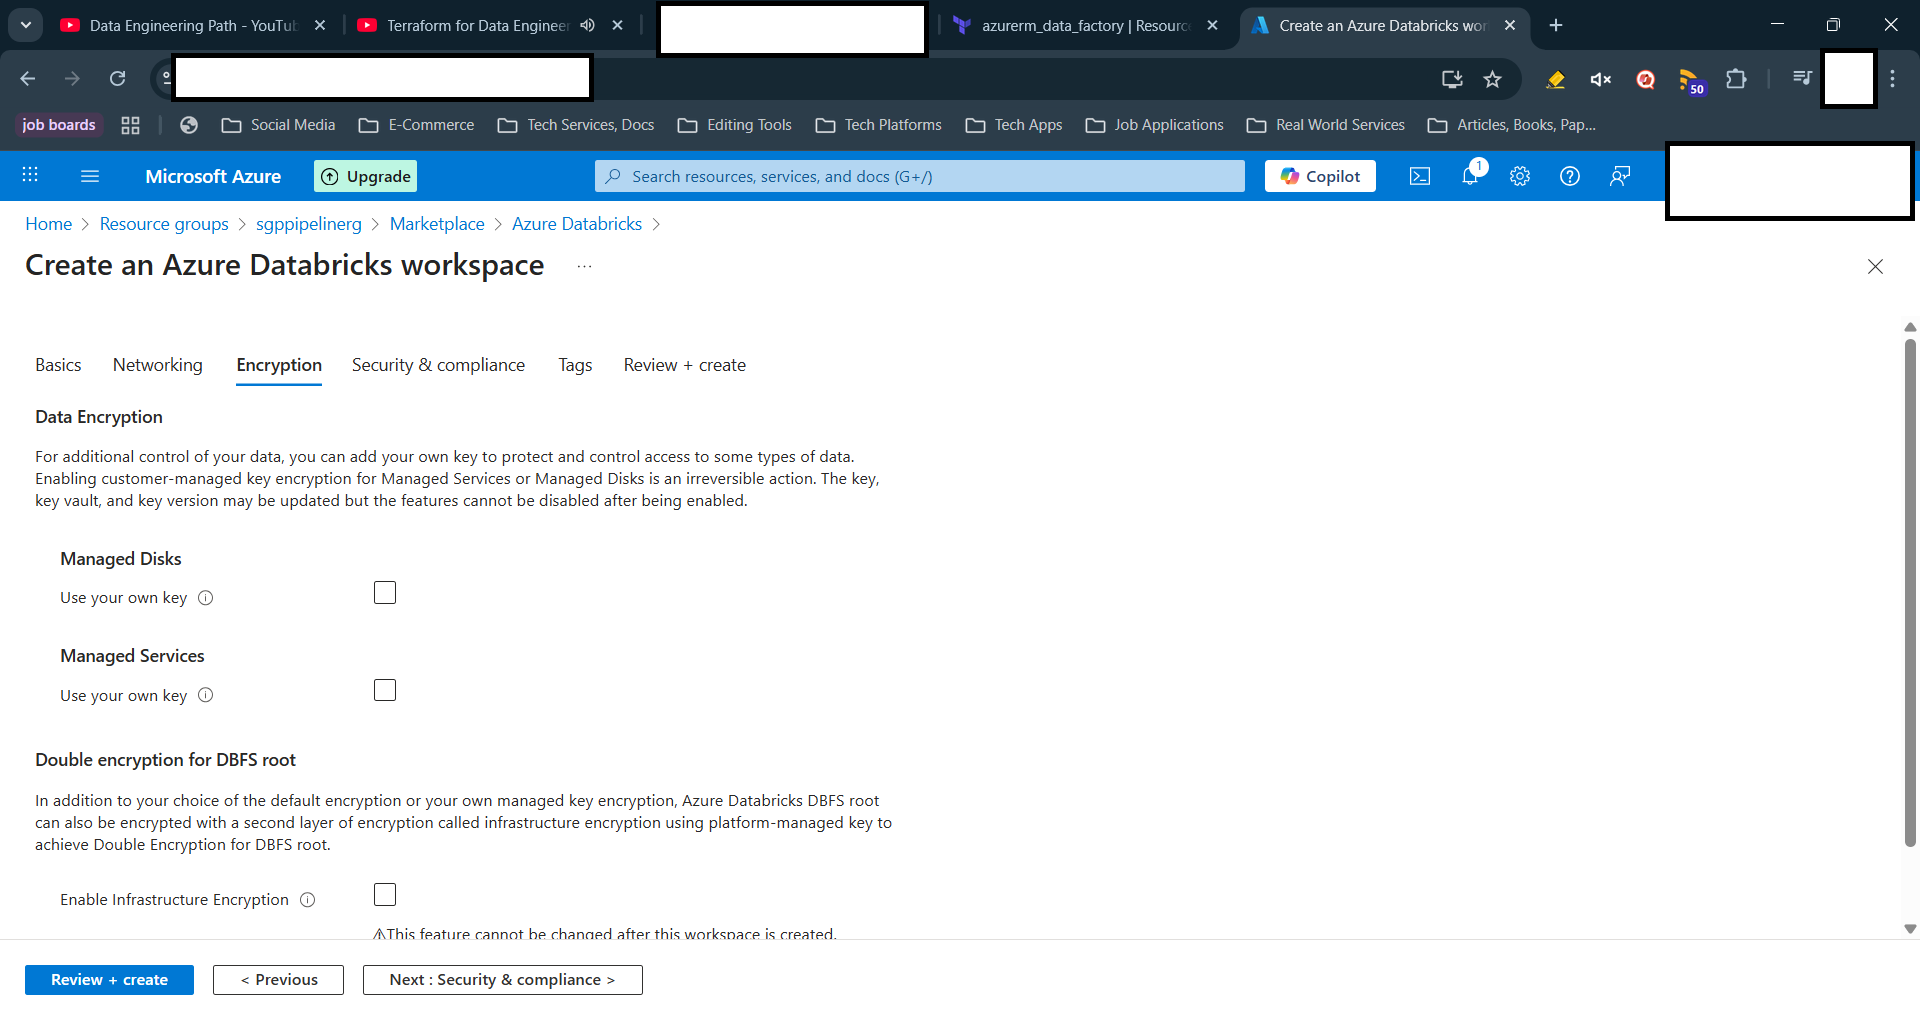 Data Engineering Path - YouTub
Terraform for Data Engineer
azurerm_data_factory | Resourc
Create an Azure Databricks wor
50
job boards
Social Media
E-Commerce
Tech Services, Docs
Editing Tools
Tech Platforms
Tech Apps
Job Applications
Real World Services
Articles, Books, Pap...
Microsoft Azure
Upgrade
Search resources, services, and docs (G+/)
Copilot
1
Home > Resource groups > sgppipelinerg > Marketplace > Azure Databricks >
Create an Azure Databricks workspace ...
Basics
Networking
Encryption
Security & compliance
Tags
Review + create
Data Encryption
For additional control of your data, you can add your own key to protect and control access to some types of data.
Enabling customer-managed key encryption for Managed Services or Managed Disks is an irreversible action. The key,
key vault, and key version may be updated but the features cannot be disabled after being enabled.
Managed Disks
Use your own key
Managed Services
Use your own key
Double encryption for DBFS root
In addition to your choice of the default encryption or your own managed key encryption, Azure Databricks DBFS root
can also be encrypted with a second layer of encryption called infrastructure encryption using platform-managed key to
achieve Double Encryption for DBFS root.
Enable Infrastructure Encryption
⚠This feature cannot be changed after this workspace is created.
Review + create
< Previous
Next : Security & compliance >